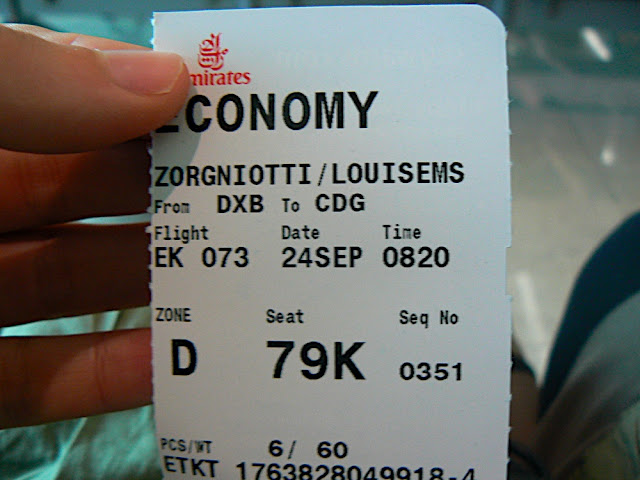 Emirates
ECONOMY
ZORGNIOTTI/LOUISEMS
From DXB To CDG
Flight Date Time
EK 073 24SEP 0820
ZONE Seat Seq No
D 79K 0351
PCS/WT 6/ 60
ETKT 1763828049918-4